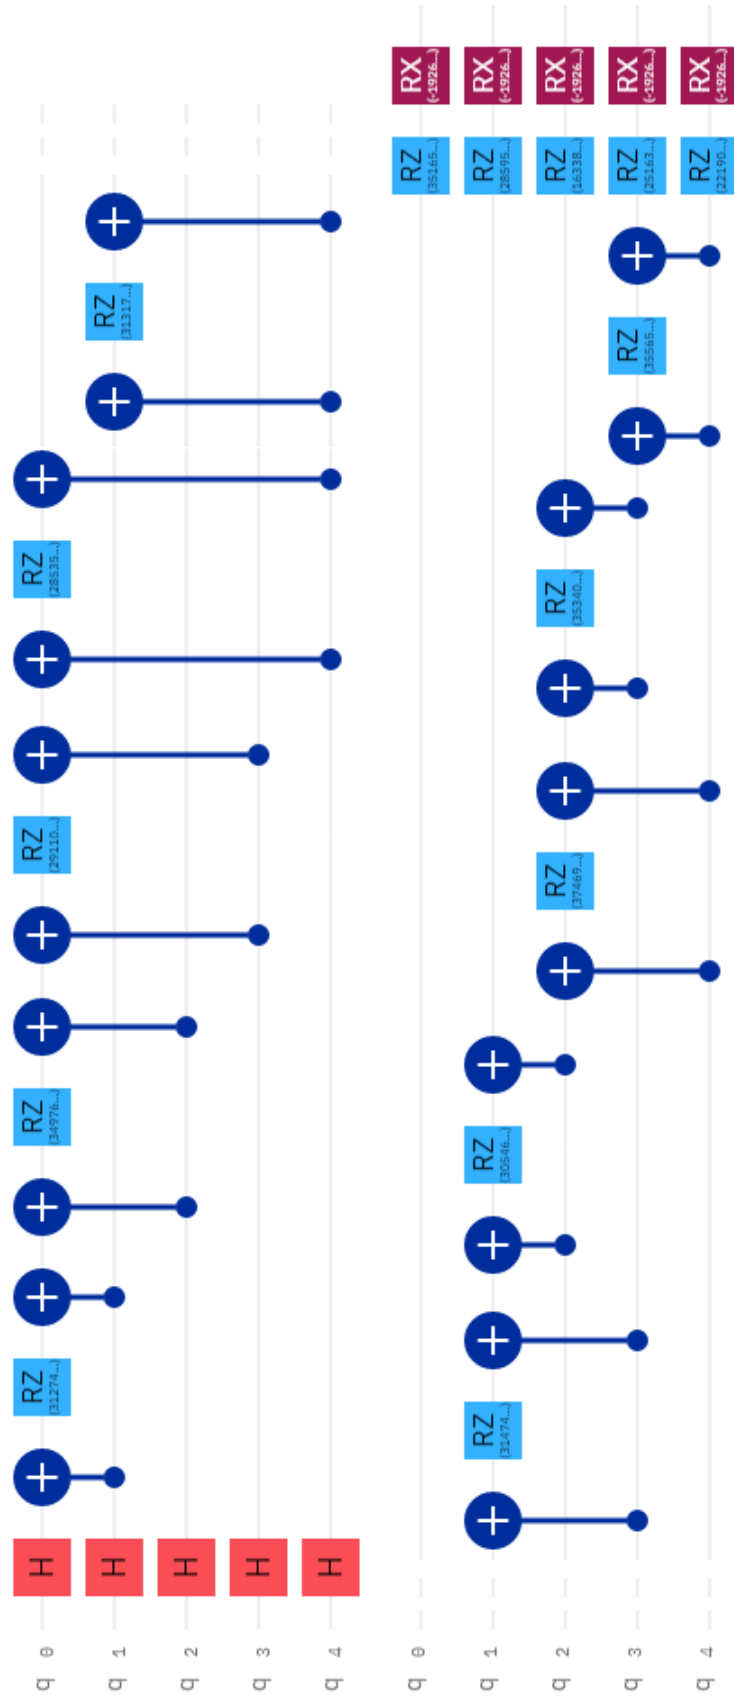 q 0 H RZ RZ RZ RZ
(31274...) (34976...) (29110...) (28535...)
q 1 H RZ
(31317...)
q 2 H
q 3 H
q 4 H
q 0 RZ RX
(35165...) (-1926...)
q 1 RZ RZ RZ RX
(31474...) (30546...) (28595...) (-1926...)
q 2 RZ RZ RZ RX
(37469...) (35340...) (16338...) (-1926...)
q 3 RZ RZ RX
(35565...) (25163...) (-1926...)
q 4 RZ RX
(22190...) (-1926...)